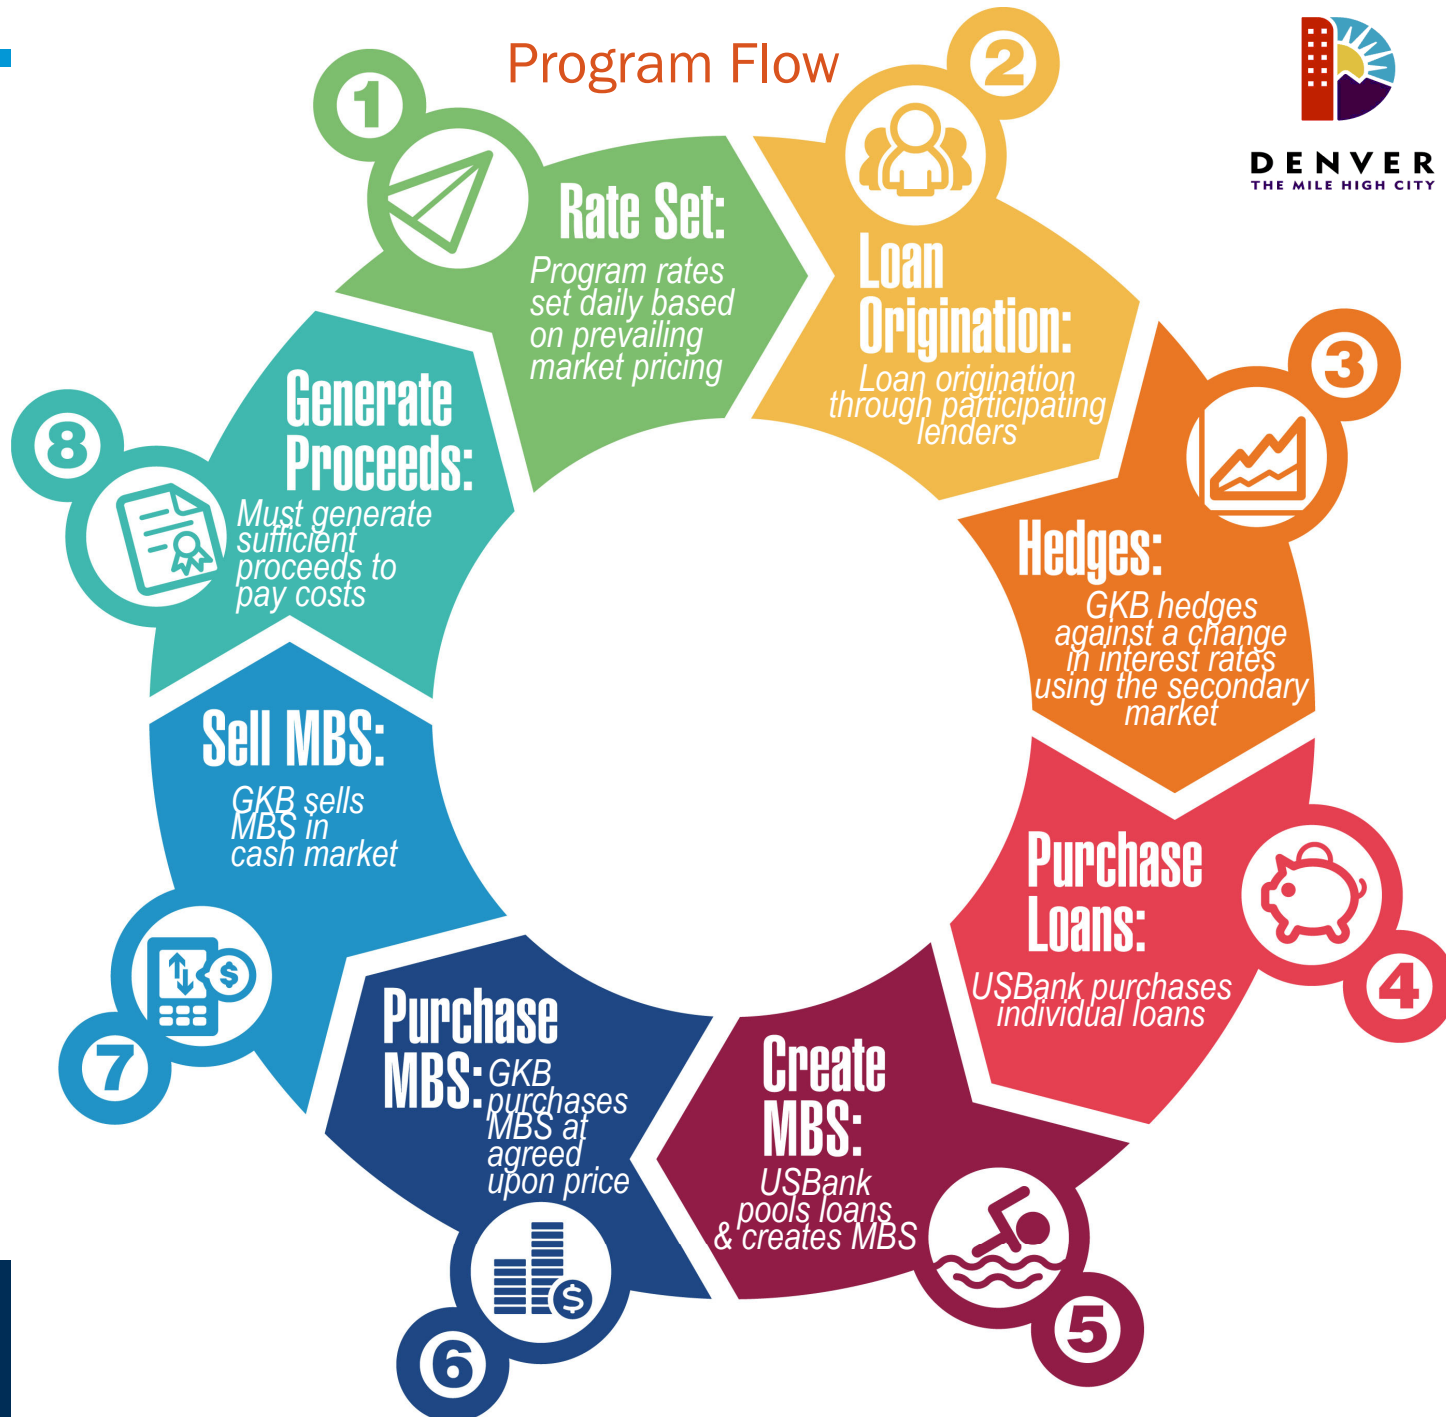 Program Flow
DENVER
THE MILE HIGH CITY
1
Rate Set:
Program rates
set daily based
on prevailing
market pricing
2
Loan
Origination:
Loan origination
through participating
lenders
3
Hedges:
GKB hedges
against a change
in interest rates
using the secondary
market
4
Purchase
Loans:
USBank purchases
individual loans
5
Create
MBS:
USBank
pools loans
& creates MBS
6
Purchase
MBS:
GKB
purchases
MBS at
agreed
upon price
$
7
Sell MBS:
GKB sells
MBS in
cash market
$
8
Generate
Proceeds:
Must generate
sufficient
proceeds to
pay costs